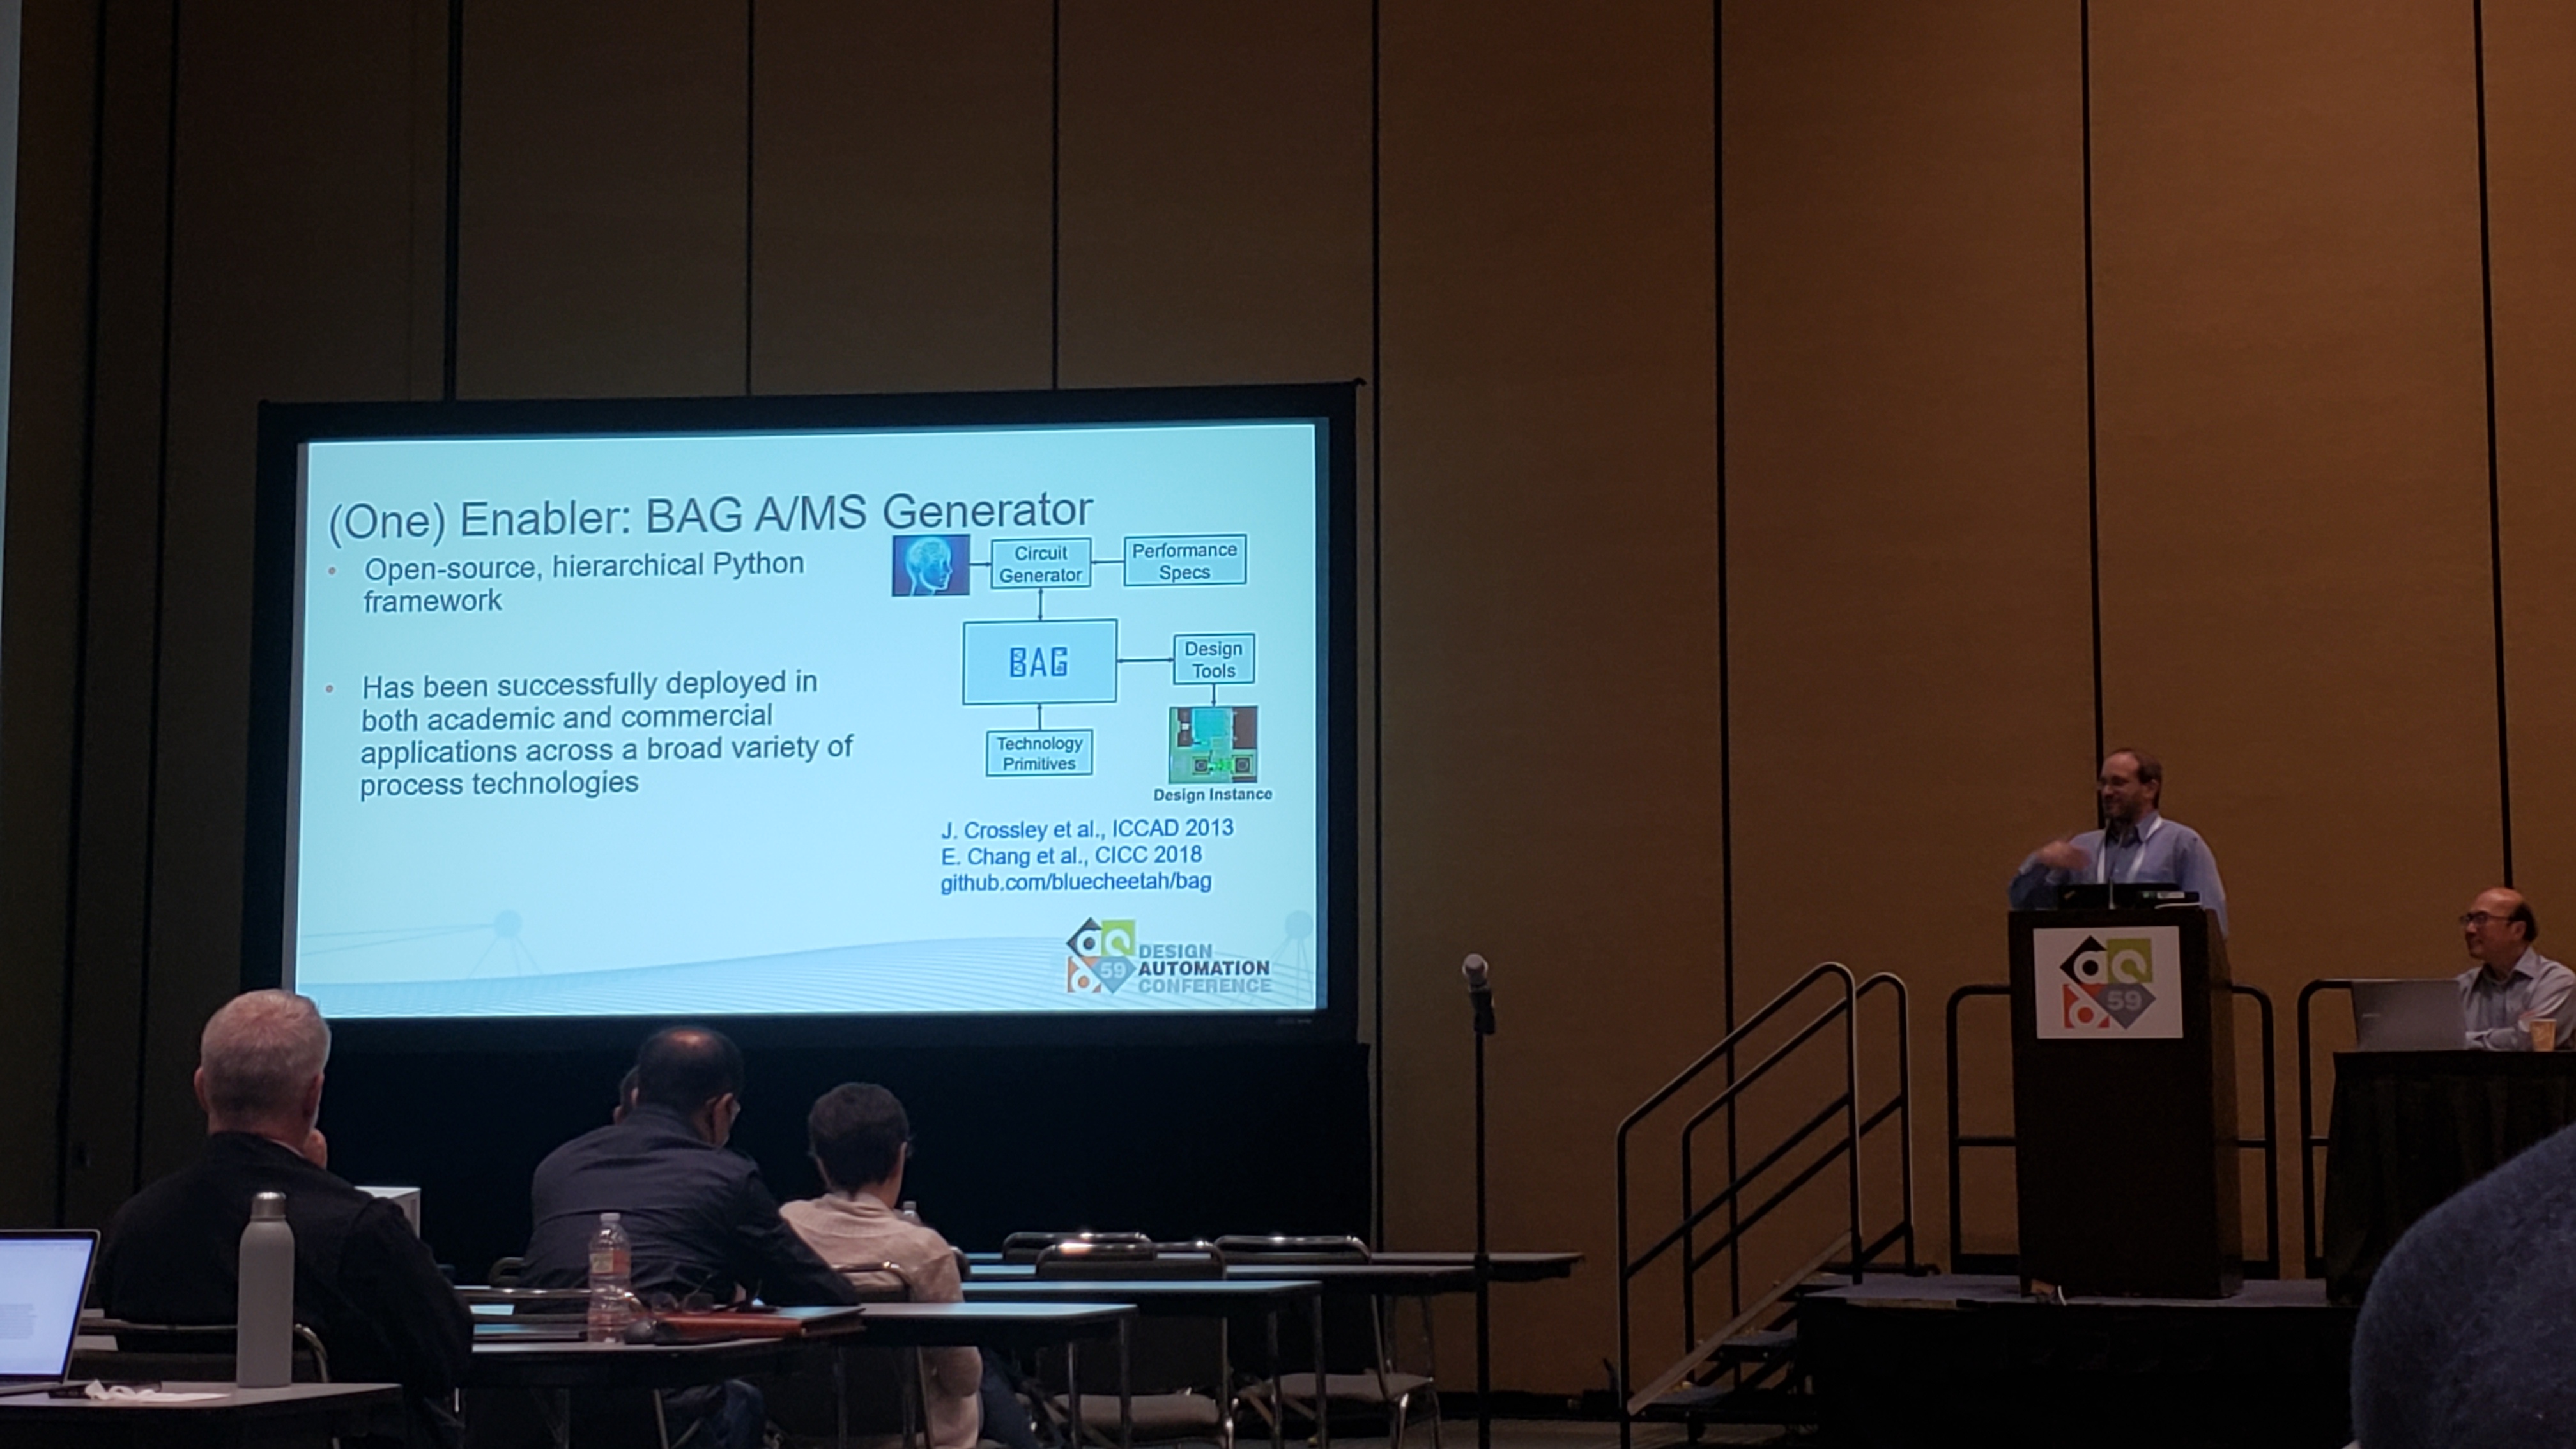 (One) Enabler: BAG A/MS Generator
• Open-source, hierarchical Python
framework
• Has been successfully deployed in
both academic and commercial
applications across a broad variety of
process technologies
Circuit
Generator
Performance
Specs
BAG
Design
Tools
Technology
Primitives
Design Instance
J. Crossley et al., ICCAD 2013
E. Chang et al., CICC 2018
github.com/bluecheetah/bag
59
DESIGN
AUTOMATION
CONFERENCE
59